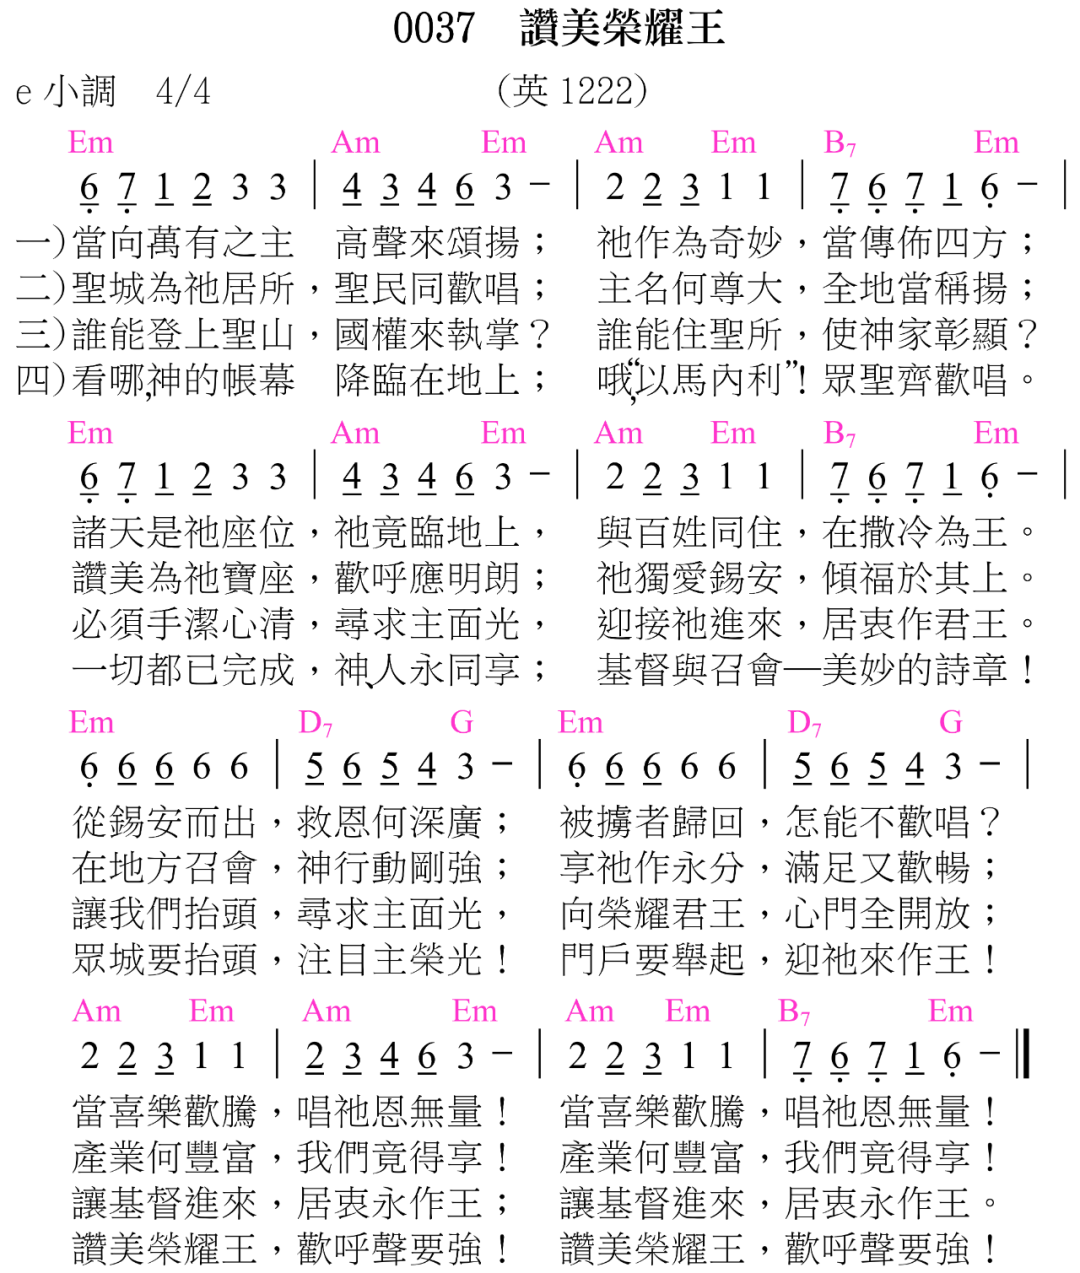 0037　讚美榮耀王
e 小調　4/4　(英 1222)
Em Am Em Am Em B7 Em
6 7 1 2 3 3 | 4 3 4 6 3 – | 2 2 3 1 1 | 7 6 7 1 6 – |
一)當向萬有之主　高聲來頌揚；　祂作為奇妙，當傳佈四方；
二)聖城為祂居所，聖民同歡唱；　主名何尊大，全地當稱揚；
三)誰能登上聖山，國權來執掌？　誰能住聖所，使神家彰顯？
四)看哪,神的帳幕　降臨在地上；　哦,“以馬內利”! 眾聖齊歡唱。
Em Am Em Am Em B7 Em
6 7 1 2 3 3 | 4 3 4 6 3 – | 2 2 3 1 1 | 7 6 7 1 6 – |
諸天是祂座位，祂竟臨地上，　與百姓同住，在撒冷為王。
讚美為祂寶座，歡呼應明朗；　祂獨愛錫安，傾福於其上。
必須手潔心清，尋求主面光，　迎接祂進來，居衷作君王。
一切都已完成，神、人永同享；　基督與召會—美妙的詩章！
Em D7 G Em D7 G
6 6 6 6 6 | 5 6 5 4 3 – | 6 6 6 6 6 | 5 6 5 4 3 – |
從錫安而出，救恩何深廣；　被擄者歸回，怎能不歡唱？
在地方召會，神行動剛強；　享祂作永分，滿足又歡暢；
讓我們抬頭，尋求主面光，　向榮耀君王，心門全開放；
眾城要抬頭，注目主榮光！　門戶要舉起，迎祂來作王！
Am Em Am Em Am Em B7 Em
2 2 3 1 1 | 2 3 4 6 3 – | 2 2 3 1 1 | 7 6 7 1 6 – ‖
當喜樂歡騰，唱祂恩無量！　當喜樂歡騰，唱祂恩無量！
產業何豐富，我們竟得享！　產業何豐富，我們竟得享！
讓基督進來，居衷永作王；　讓基督進來，居衷永作王。
讚美榮耀王，歡呼聲要強！　讚美榮耀王，歡呼聲要強！